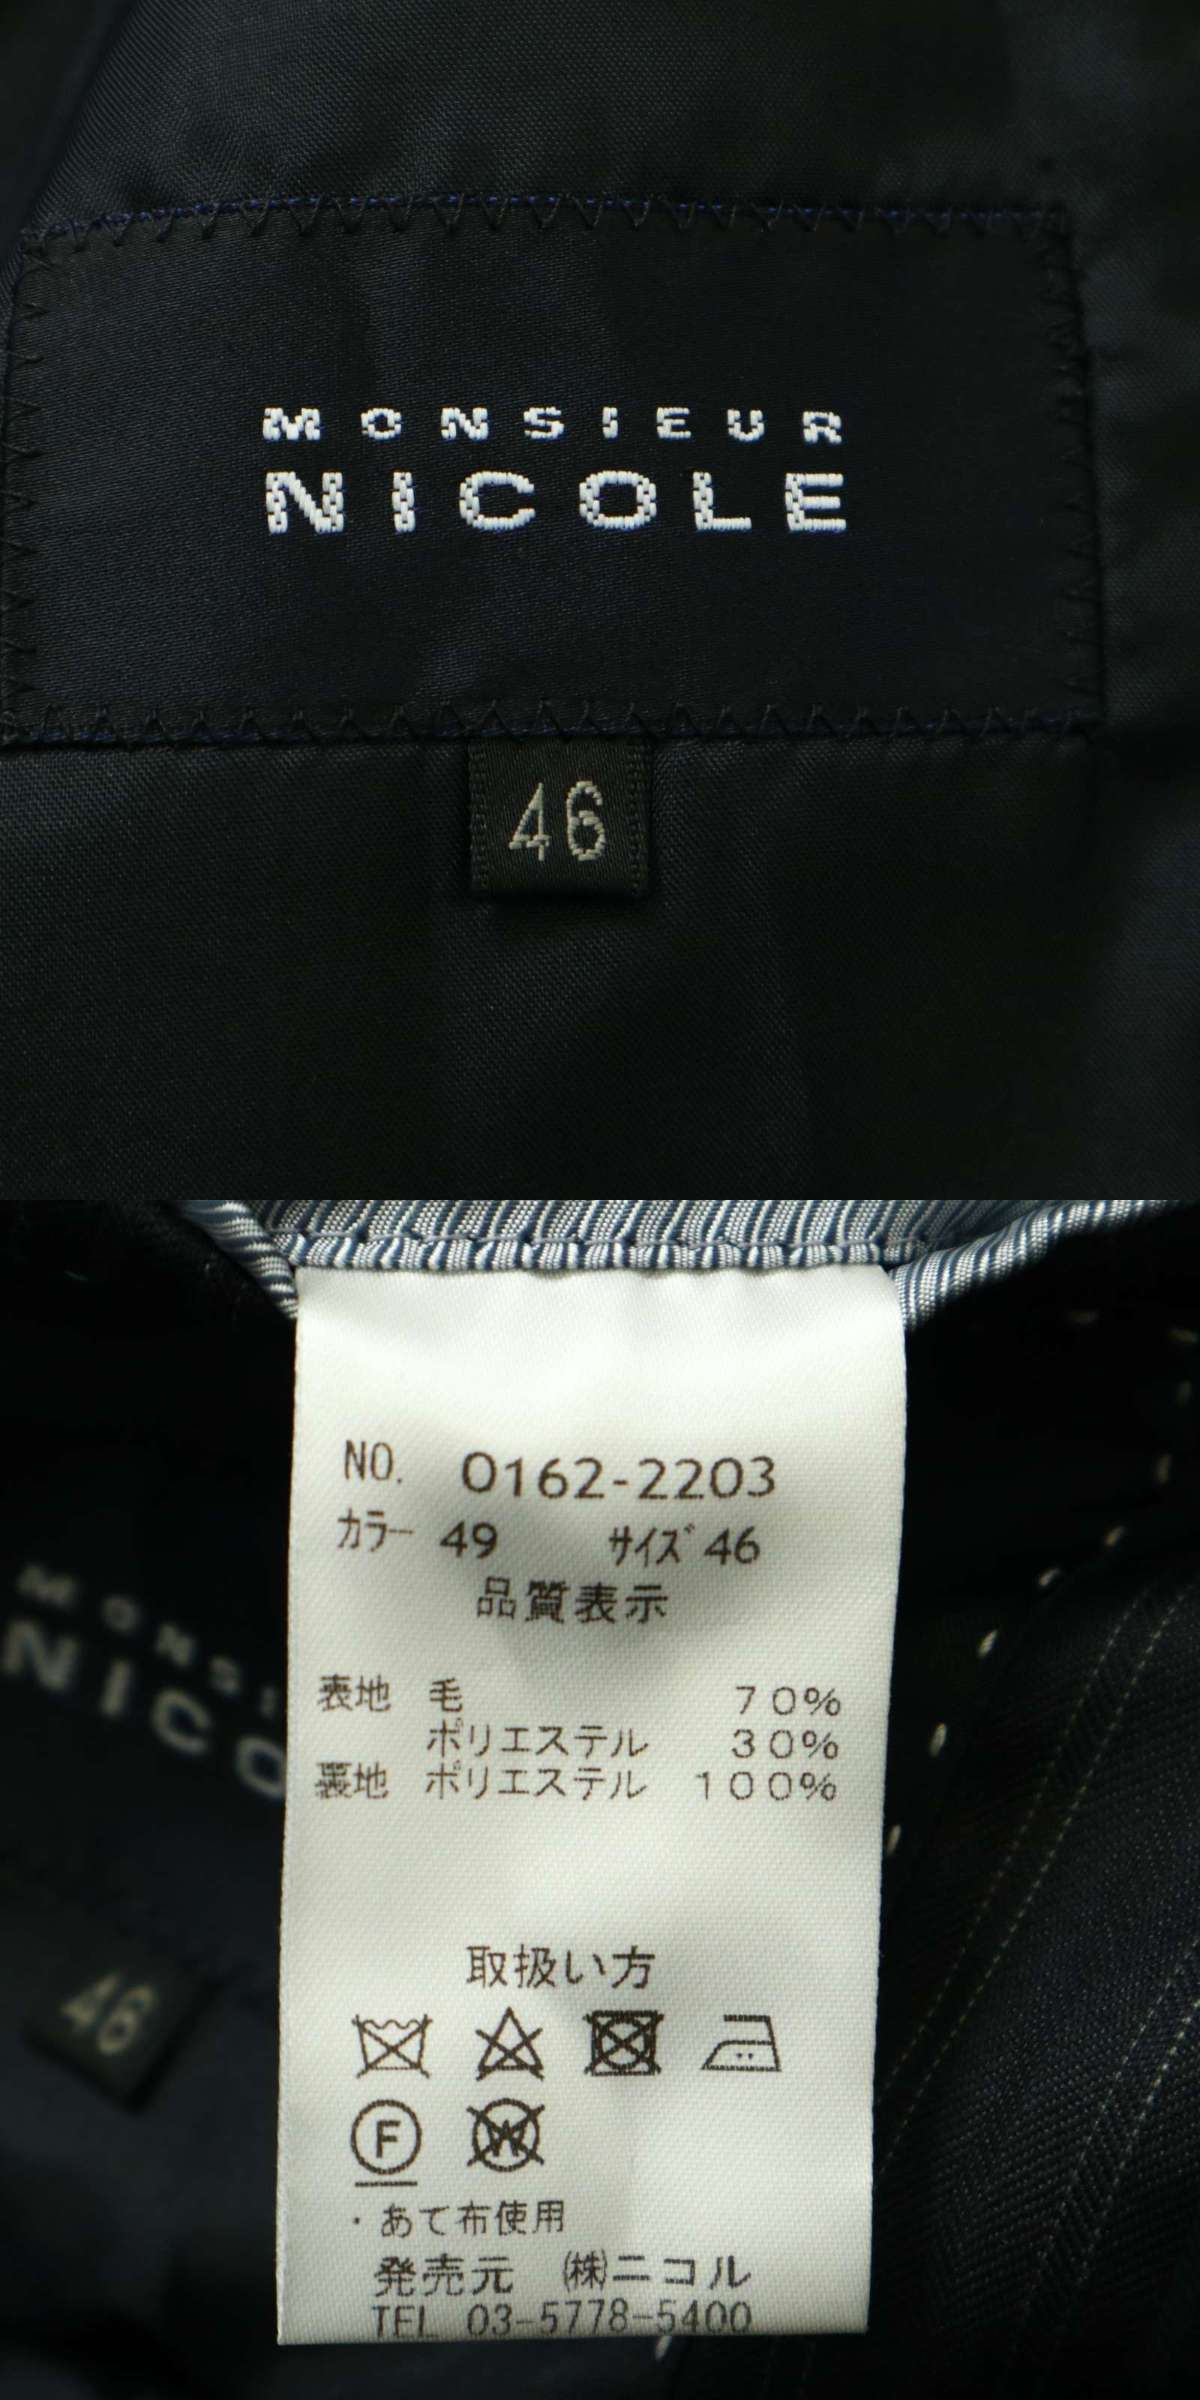 MONSIEUR
NICOLE
46
NO. 0162-2203
カラー 49 サイズ 46
品質表示
表地 毛 70%
ポリエステル 30%
裏地 ポリエステル 100%
取扱い方
F W
・あて布使用
発売元 ㈱ニコル
TEL 03-5778-5400
MONSI
NICO
46